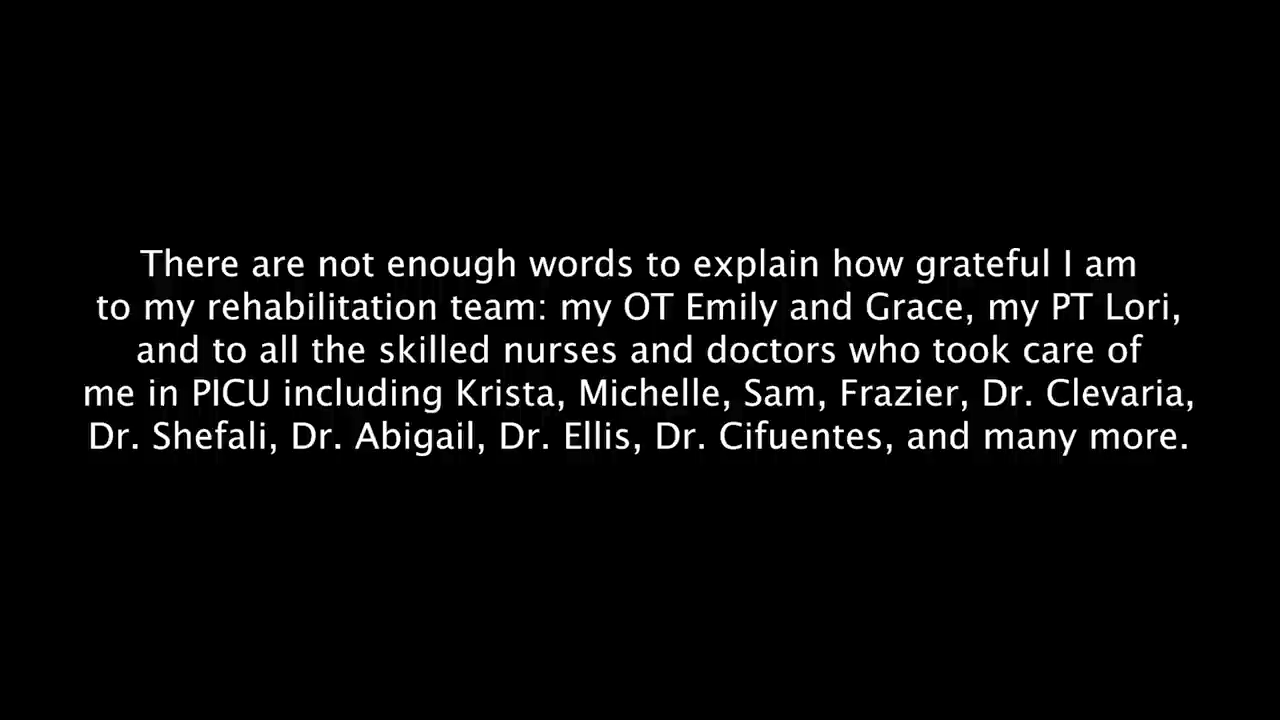 There are not enough words to explain how grateful I am
to my rehabilitation team: my OT Emily and Grace, my PT Lori,
and to all the skilled nurses and doctors who took care of
me in PICU including Krista, Michelle, Sam, Frazier, Dr. Clevaria,
Dr. Shefali, Dr. Abigail, Dr. Ellis, Dr. Cifuentes, and many more.